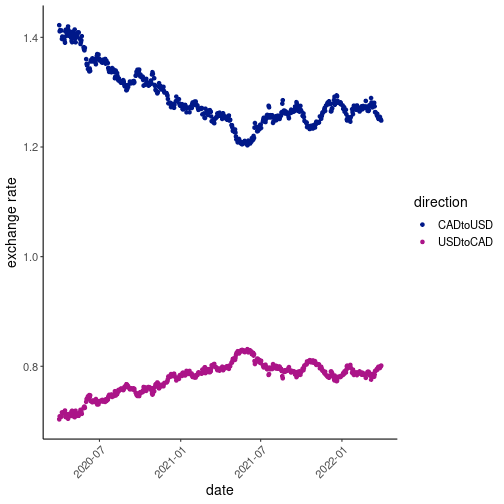 1.4
1.2
1.0
0.8
exchange rate
2020-07
2021-01
2021-07
2022-01
date
direction
CADtoUSD
USDtoCAD